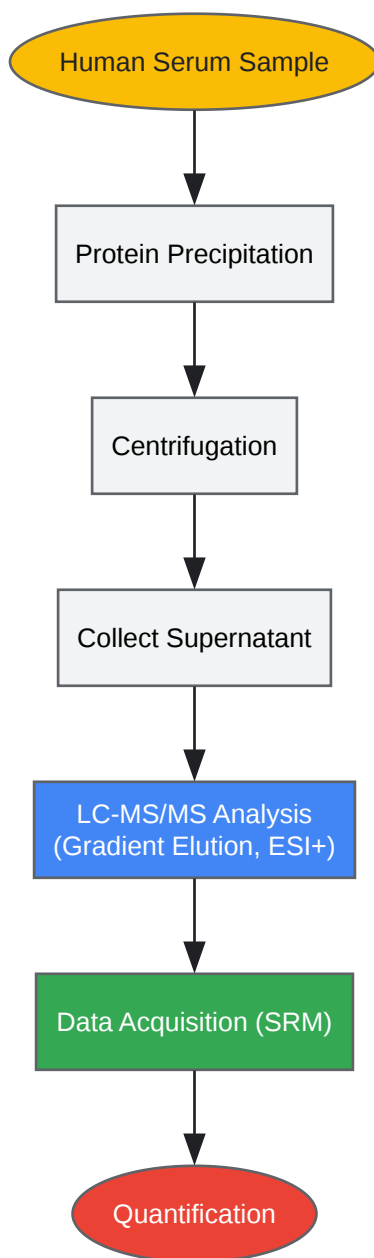 Human Serum Sample
Protein Precipitation
Centrifugation
Collect Supernatant
LC-MS/MS Analysis
(Gradient Elution, ESI+)
Data Acquisition (SRM)
Quantification